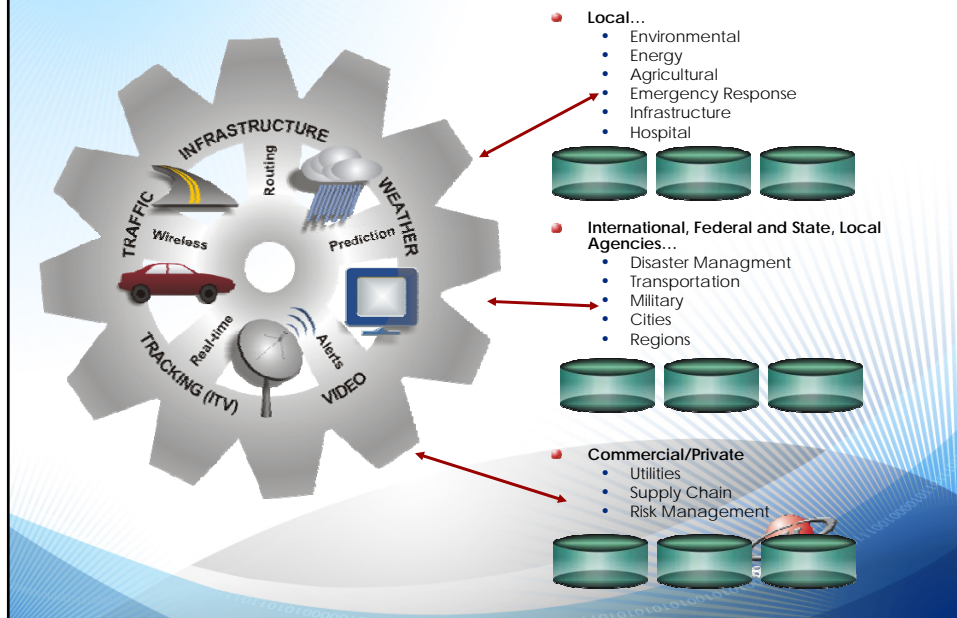 INFRASTRUCTURE
WEATHER
VIDEO
TRACKING (ITV)
TRAFFIC
Routing
Prediction
Alerts
Real-time
Wireless
Local...
Environmental
Energy
Agricultural
Emergency Response
Infrastructure
Hospital
International, Federal and State, Local
Agencies...
Disaster Managment
Transportation
Military
Cities
Regions
Commercial/Private
Utilities
Supply Chain
Risk Management